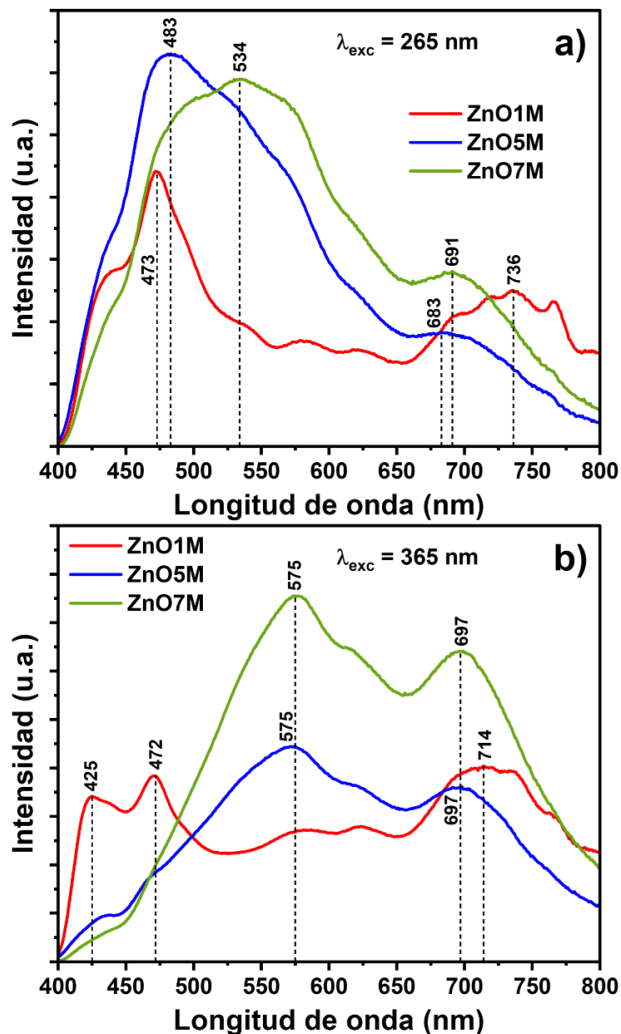 483
534
λexc = 265 nm
a)
ZnO1M
ZnO5M
ZnO7M
473
691
736
683
Intensidad (u.a.)
400 450 500 550 600 650 700 750 800
Longitud de onda (nm)
ZnO1M
ZnO5M
ZnO7M
λexc = 365 nm
b)
575
697
575
425
472
714
697
Intensidad (u.a.)
400 450 500 550 600 650 700 750 800
Longitud de onda (nm)